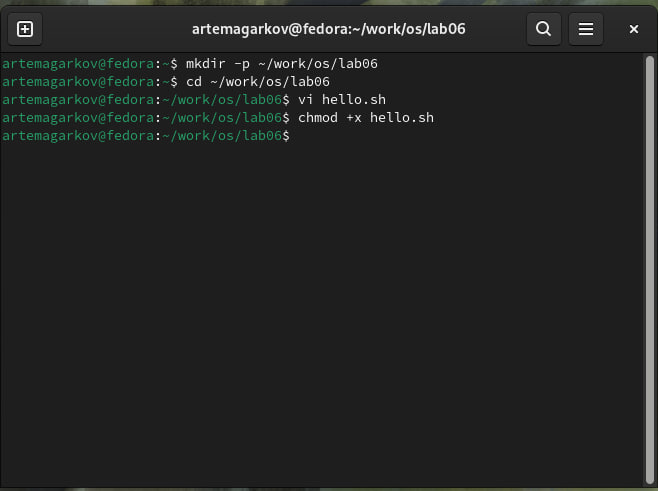 artemagarkov@fedora:~/work/os/lab06
artemagarkov@fedora:~$ mkdir -p ~/work/os/lab06
artemagarkov@fedora:~$ cd ~/work/os/lab06
artemagarkov@fedora:~/work/os/lab06$ vi hello.sh
artemagarkov@fedora:~/work/os/lab06$ chmod +x hello.sh
artemagarkov@fedora:~/work/os/lab06$